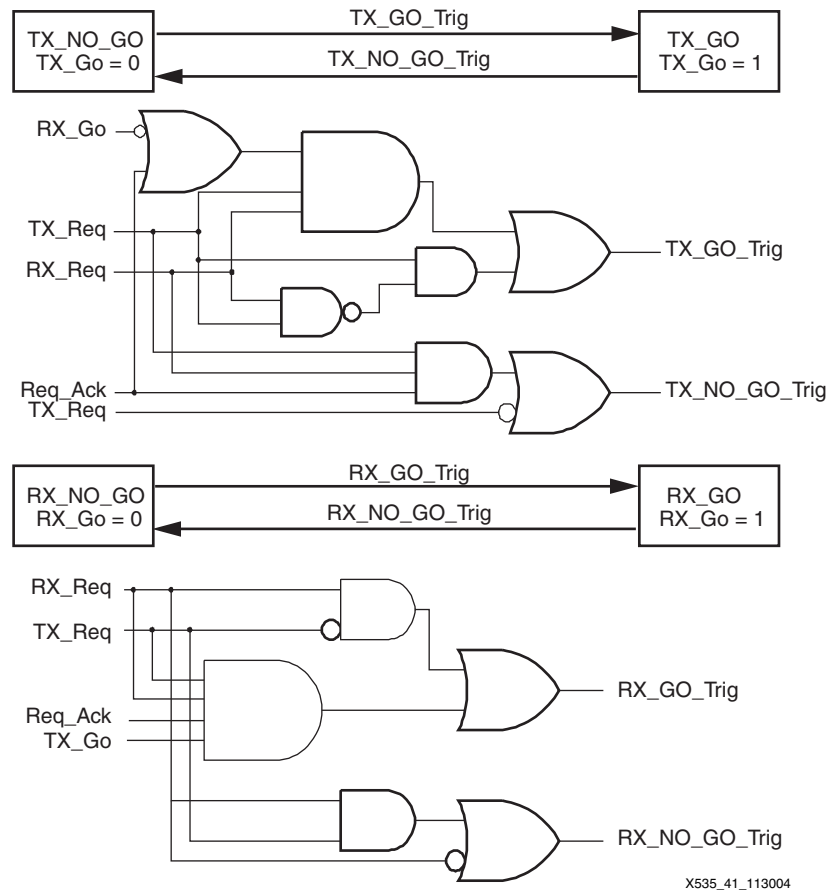 TX_NO_GO
TX_Go = 0
TX_GO_Trig
TX_NO_GO_Trig
TX_GO
TX_Go = 1
RX_Go
TX_Req
RX_Req
TX_GO_Trig
Req_Ack
TX_Req
TX_NO_GO_Trig
RX_NO_GO
RX_Go = 0
RX_GO_Trig
RX_NO_GO_Trig
RX_GO
RX_Go = 1
RX_Req
TX_Req
Req_Ack
TX_Go
RX_GO_Trig
RX_NO_GO_Trig
X535_41_113004